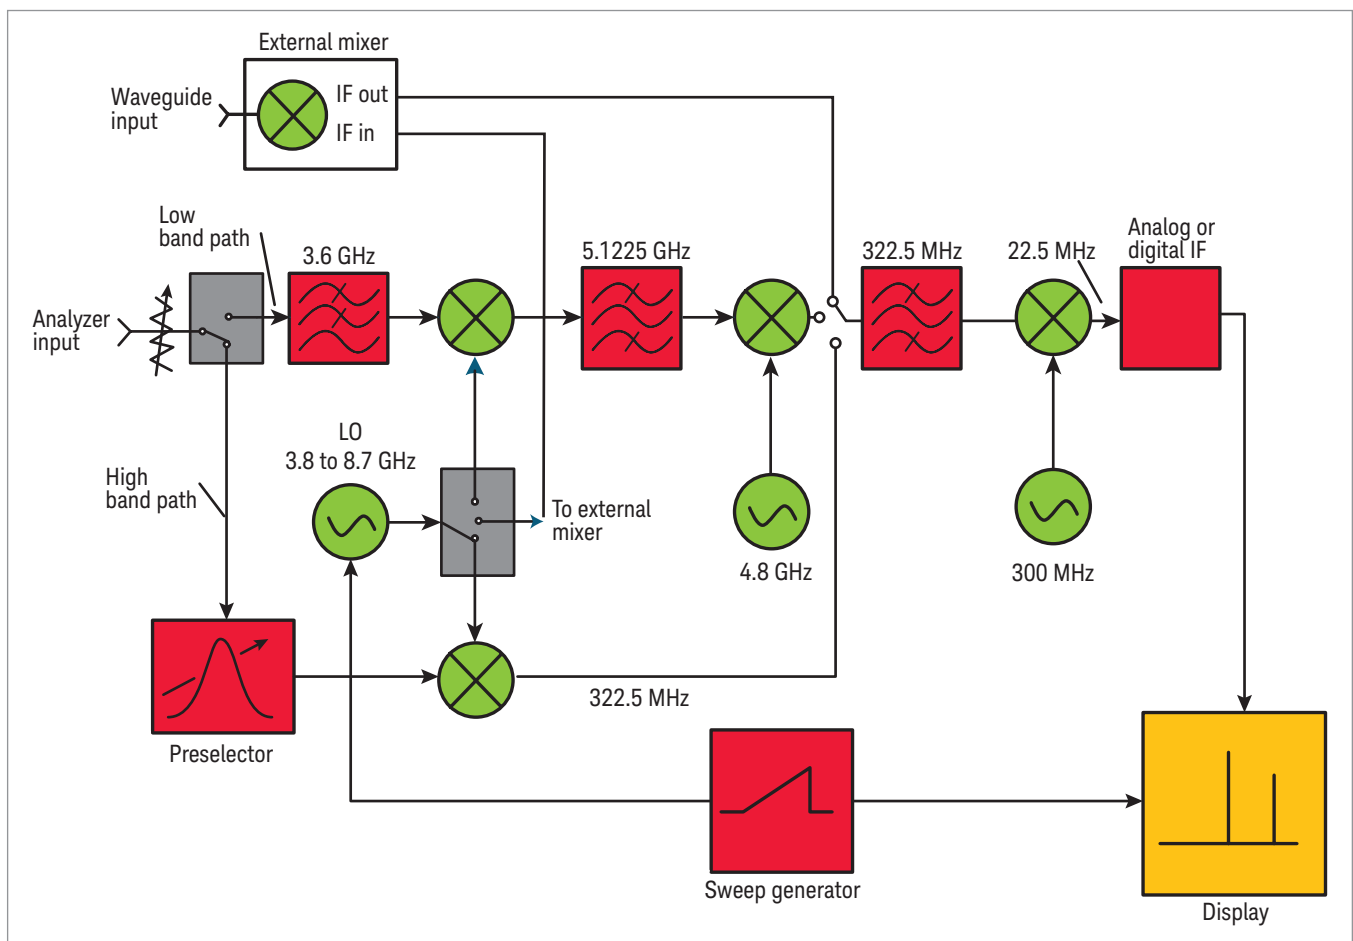 External mixer
Waveguide
input
IF out
IF in
Low
band path
3.6 GHz
5.1225 GHz
322.5 MHz
22.5 MHz
Analog or
digital IF
Analyzer
input
LO
3.8 to 8.7 GHz
High
band path
To external
mixer
4.8 GHz
300 MHz
322.5 MHz
Preselector
Sweep generator
Display